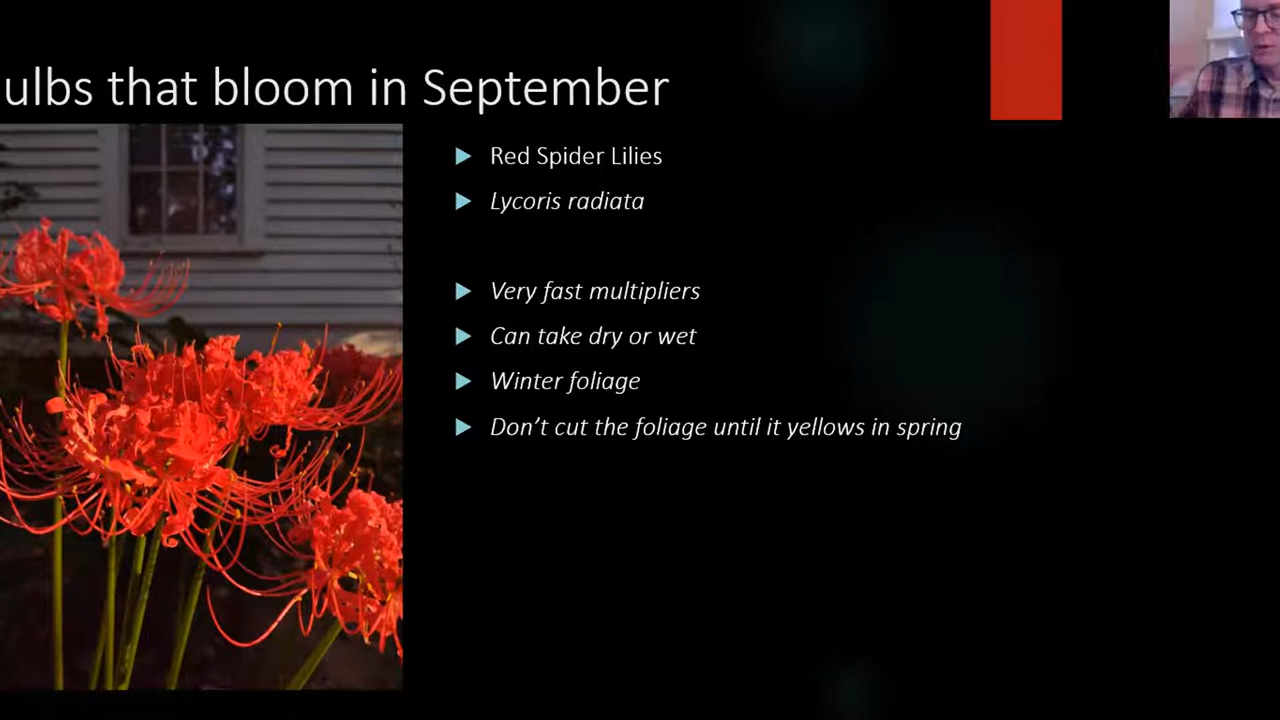 ulbs that bloom in September
Red Spider Lilies
Lycoris radiata
Very fast multipliers
Can take dry or wet
Winter foliage
Don’t cut the foliage until it yellows in spring